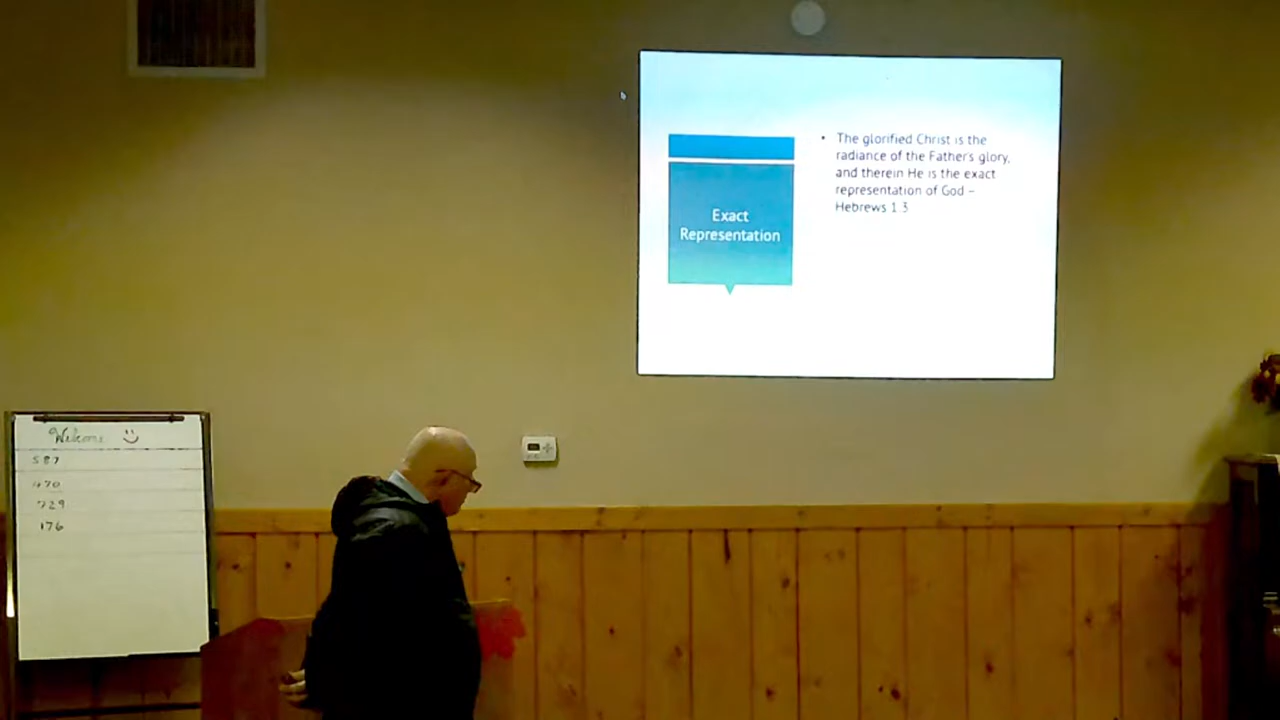 Exact
Representation
• The glorified Christ is the
radiance of the Father's glory,
and therein He is the exact
representation of God –
Hebrews 1:3
Welcome
587
470
729
176